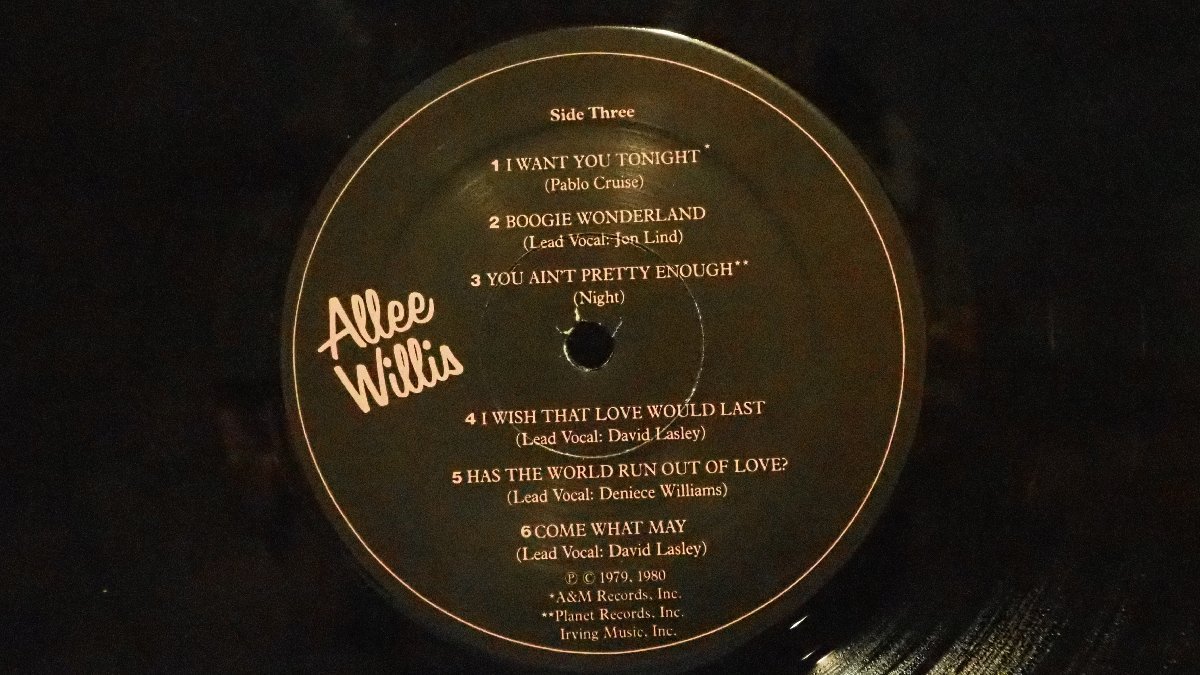 Side Three
1 I WANT YOU TONIGHT*
(Pablo Cruise)
2 BOOGIE WONDERLAND
(Lead Vocal: Jon Lind)
3 YOU AIN'T PRETTY ENOUGH**
(Night)
Allee
Willis
4 I WISH THAT LOVE WOULD LAST
(Lead Vocal: David Lasley)
5 HAS THE WORLD RUN OUT OF LOVE?
(Lead Vocal: Deniece Williams)
6 COME WHAT MAY
(Lead Vocal: David Lasley)
℗ © 1979, 1980
*A&M Records, Inc.
**Planet Records, Inc.
Irving Music, Inc.